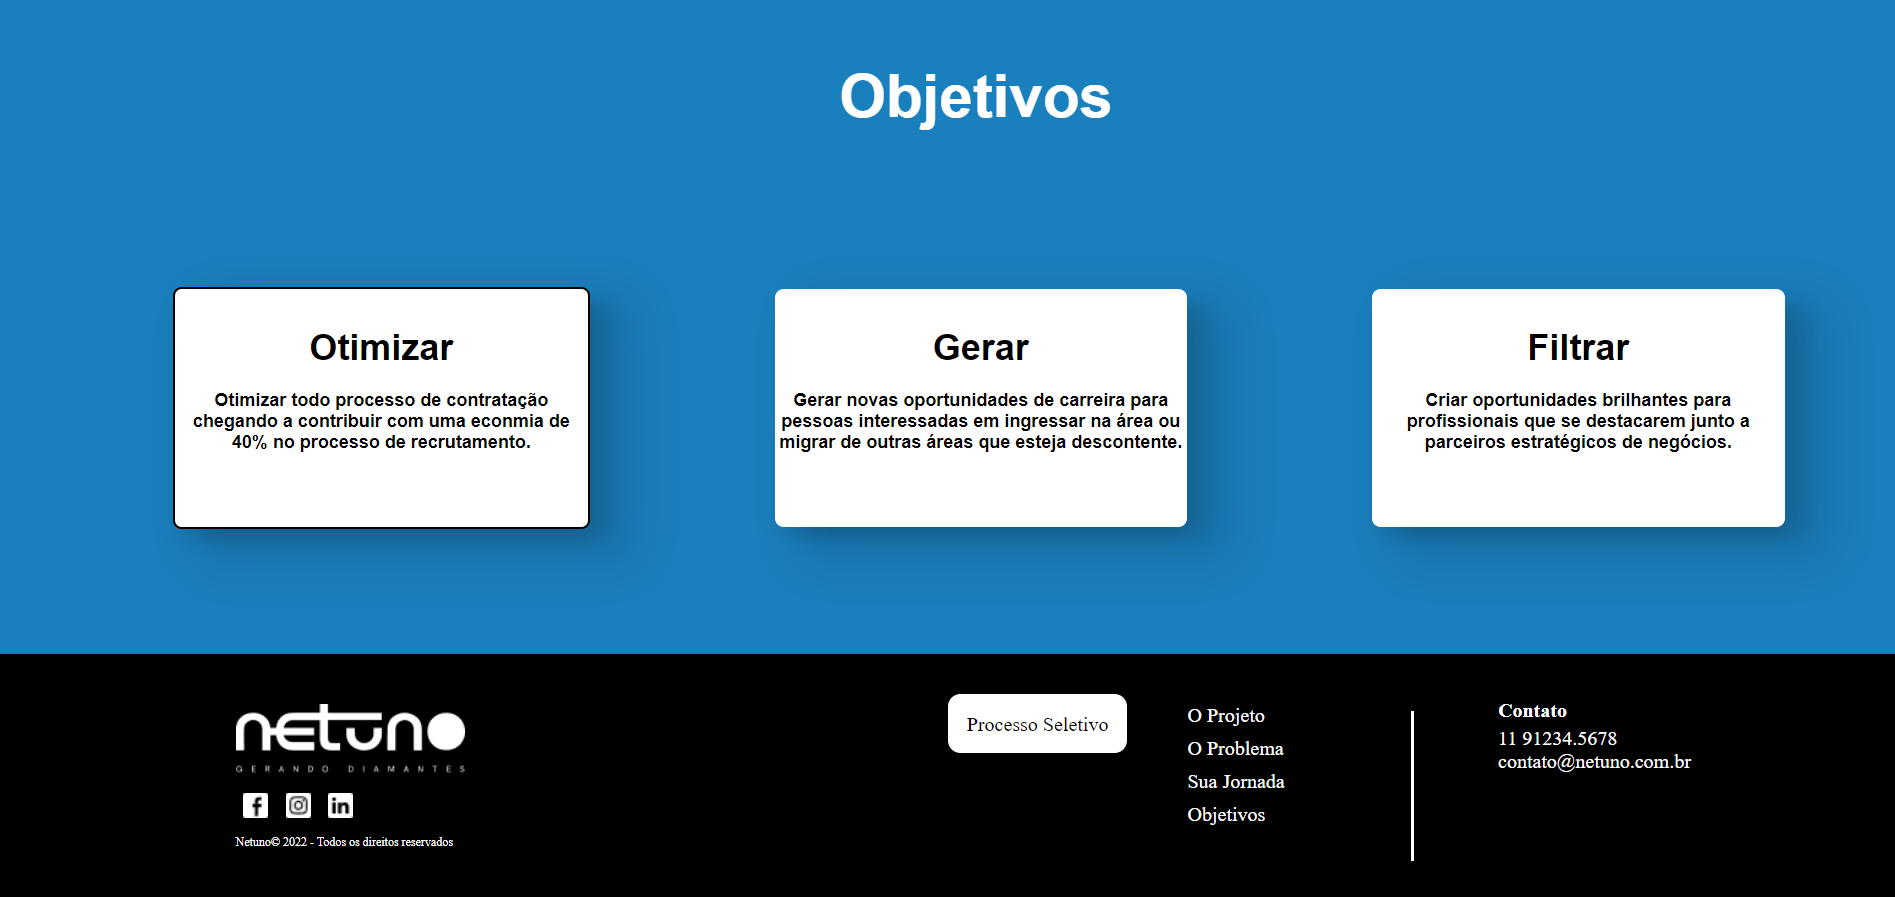 Objetivos
Otimizar
Otimizar todo processo de contratação
chegando a contribuir com uma econmia de
40% no processo de recrutamento.
Gerar
Gerar novas oportunidades de carreira para
pessoas interessadas em ingressar na área ou
migrar de outras áreas que esteja descontente.
Filtrar
Criar oportunidades brilhantes para
profissionais que se destacarem junto a
parceiros estratégicos de negócios.
netuno
GERANDO DIAMANTES
Netuno© 2022 - Todos os direitos reservados
Processo Seletivo
O Projeto
O Problema
Sua Jornada
Objetivos
Contato
11 91234.5678
contato@netuno.com.br